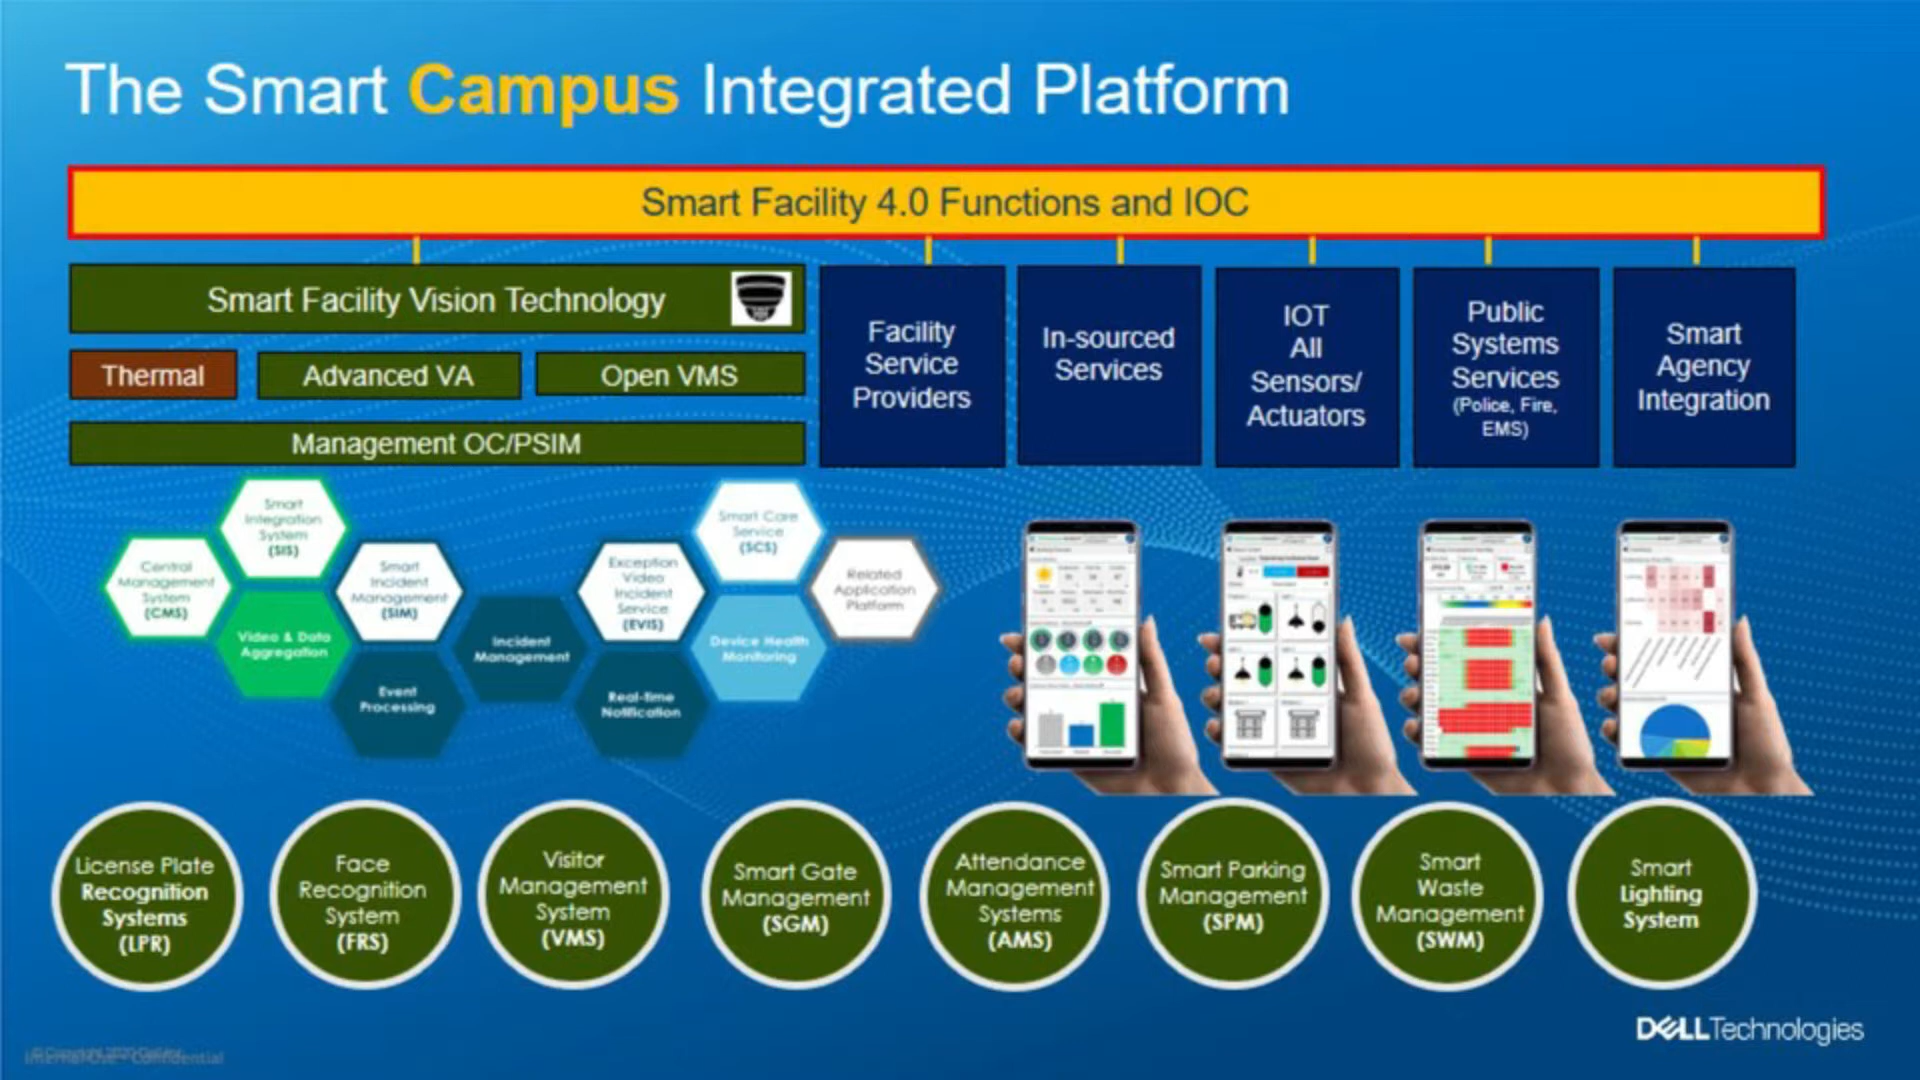 The Smart Campus Integrated Platform
Smart Facility 4.0 Functions and IOC
Smart Facility Vision Technology
Thermal
Advanced VA
Open VMS
Management OC/PSIM
Facility
Service
Providers
In-sourced
Services
IOT
All
Sensors/
Actuators
Public
Systems
Services
(Police, Fire,
EMS)
Smart
Agency
Integration
Central
Management
System
(CMS)
Smart
Integration
System
(SIS)
Video & Data
Aggregation
Smart
Incident
Management
(SIM)
Event
Processing
Incident
Management
Exception
Video
Incident
Service
(EVIS)
Real-time
Notification
Smart Care
Service
(SCS)
Device Health
Monitoring
Related
Application
Platform
License Plate
Recognition
Systems
(LPR)
Face
Recognition
System
(FRS)
Visitor
Management
System
(VMS)
Smart Gate
Management
(SGM)
Attendance
Management
Systems
(AMS)
Smart Parking
Management
(SPM)
Smart
Waste
Management
(SWM)
Smart
Lighting
System
DELLTechnologies
Internal Use - Confidential